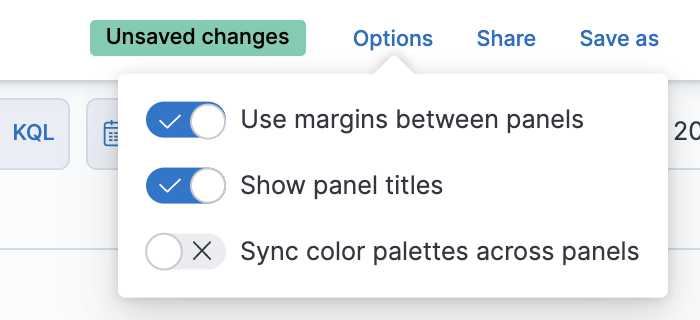 Unsaved changes Options Share Save as
Use margins between panels
KQL 20
Show panel titles
Sync color palettes across panels